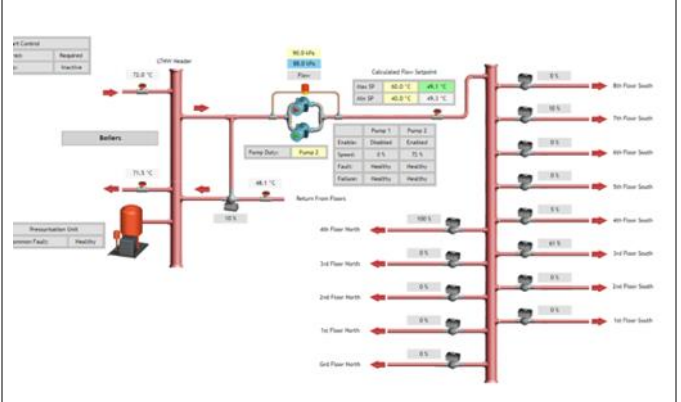 rt Control
Required
Inactive
72.0 °C
LTHW Header
90.0 kPa
88.0 kPa
Flow
Calculated Flow Setpoint
Max SP 60.0 °C 49.1 °C
Min SP 40.0 °C 49.3 °C
Boilers
Pump Duty: Pump 2
Pump 1 Pump 2
Enable: Disabled Enabled
Speed: 0 % 75 %
Fault: Healthy Healthy
Failure: Healthy Healthy
71.5 °C
48.1 °C
Return From Floors
10 %
Pressurisation Unit
ommon Fault: Healthy
0 %
8th Floor South
10 %
7th Floor South
0 %
6th Floor South
0 %
5th Floor South
5 %
4th Floor South
61 %
3rd Floor South
0 %
2nd Floor South
0 %
1st Floor South
100 %
4th Floor North
0 %
3rd Floor North
0 %
2nd Floor North
0 %
1st Floor North
0 %
Grd Floor North